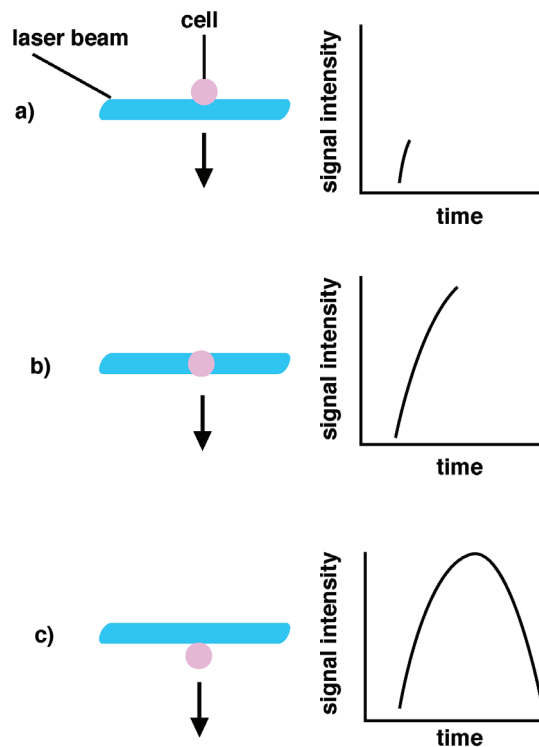 cell
laser beam
a)
signal intensity
time
b)
signal intensity
time
c)
signal intensity
time